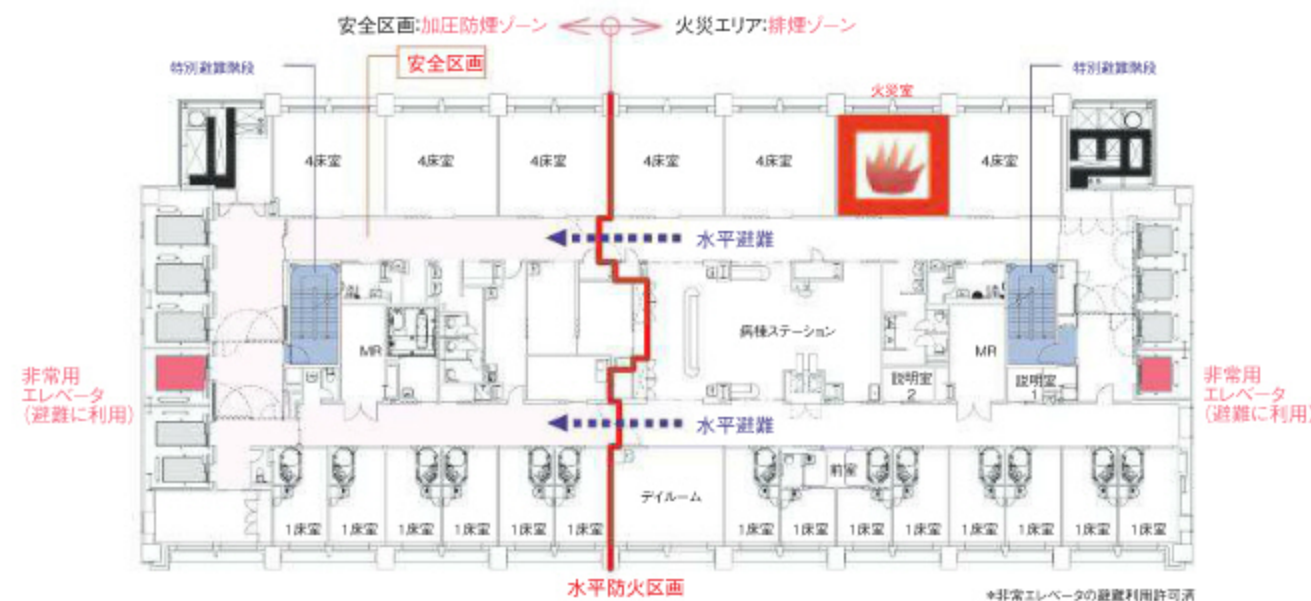 安全区画:加圧防煙ゾーン
火災エリア:排煙ゾーン
安全区画
特別避難階段
特別避難階段
火災室
4床室
4床室
4床室
4床室
4床室
4床室
水平避難
病棟ステーション
MR
MR
説明室
2
説明室
1
非常用
エレベータ
(避難に利用)
非常用
エレベータ
(避難に利用)
水平避難
デイルーム
前室
1床室
1床室
1床室
1床室
1床室
1床室
1床室
1床室
1床室
1床室
1床室
1床室
1床室
1床室
水平防火区画
*非常エレベータの避難利用許可済